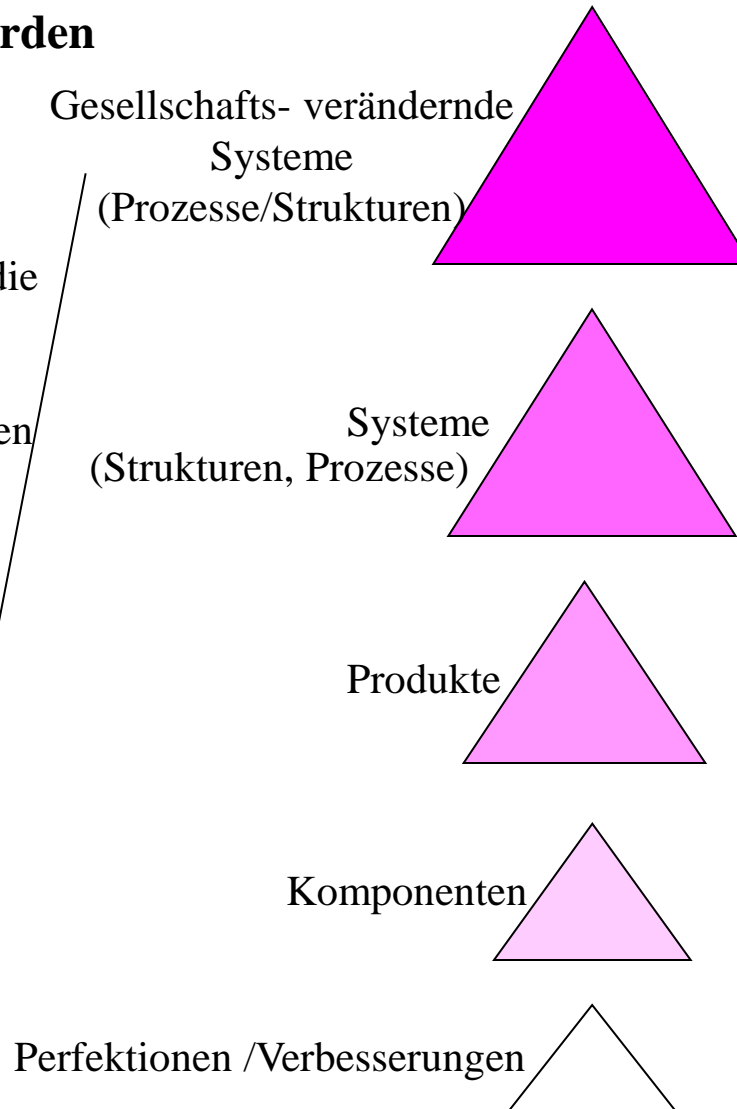 rden
Gesellschafts- verändernde
Systeme
(Prozesse/Strukturen)
die
en
Systeme
(Strukturen, Prozesse)
Produkte
Komponenten
Perfektionen /Verbesserungen